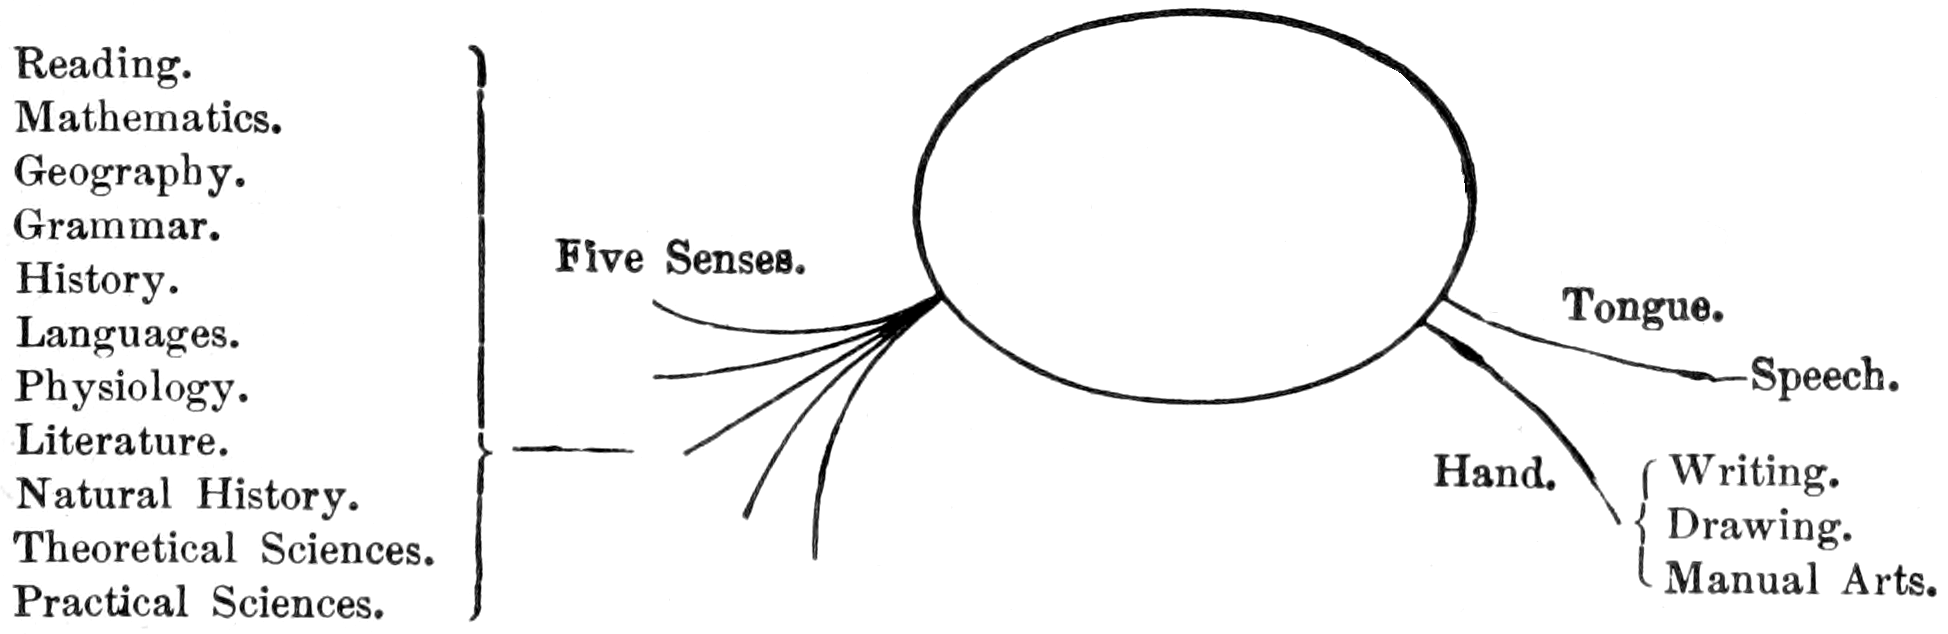 Reading.
Mathematics.
Geography.
Grammar.
History.
Languages.
Physiology.
Literature.
Natural History.
Theoretical Sciences.
Practical Sciences.
Five Senses.
Tongue.
Speech.
Hand.
Writing.
Drawing.
Manual Arts.